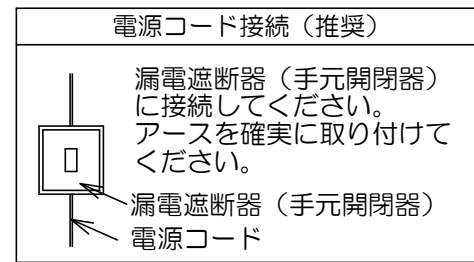 電源コード接続（推奨）
漏電遮断器（手元開閉器）
に接続してください。
アースを確実に取り付けて
ください。
漏電遮断器（手元開閉器）
電源コード